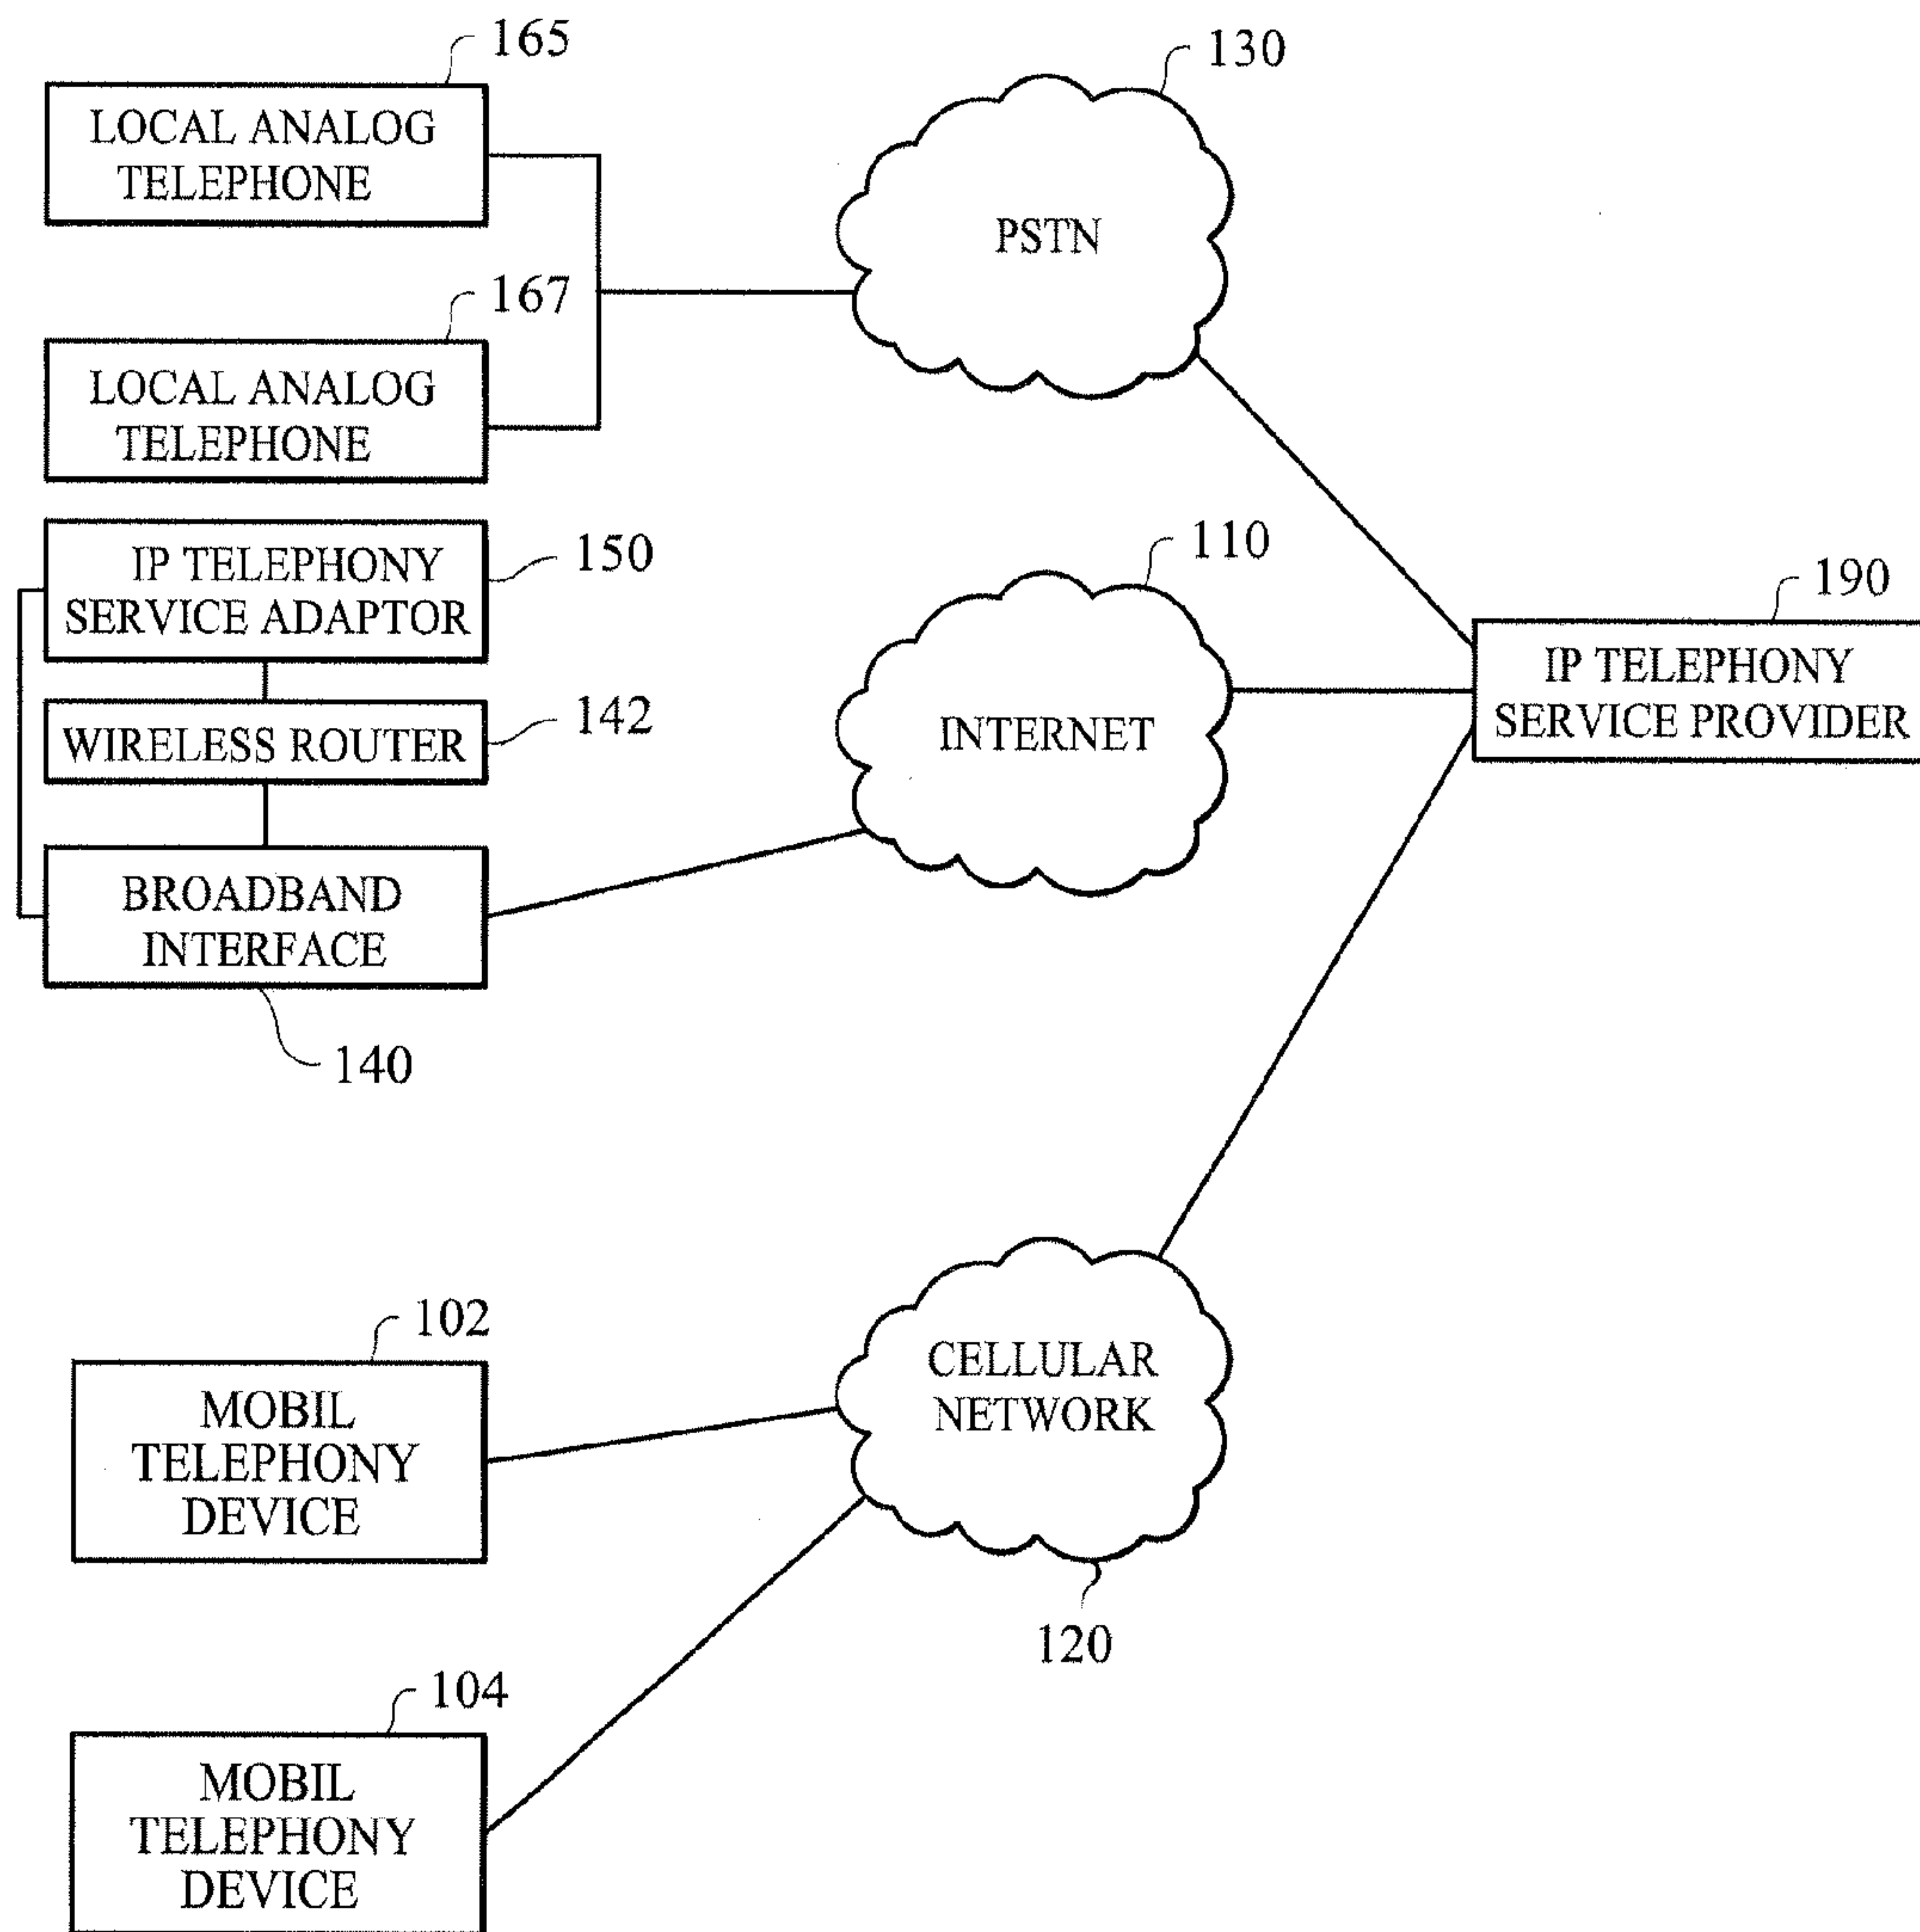 165
LOCAL ANALOG
TELEPHONE
130
PSTN
167
LOCAL ANALOG
TELEPHONE
IP TELEPHONY
SERVICE ADAPTOR
150
110
INTERNET
190
IP TELEPHONY
SERVICE PROVIDER
WIRELESS ROUTER
142
BROADBAND
INTERFACE
140
102
MOBIL
TELEPHONY
DEVICE
CELLULAR
NETWORK
120
104
MOBIL
TELEPHONY
DEVICE